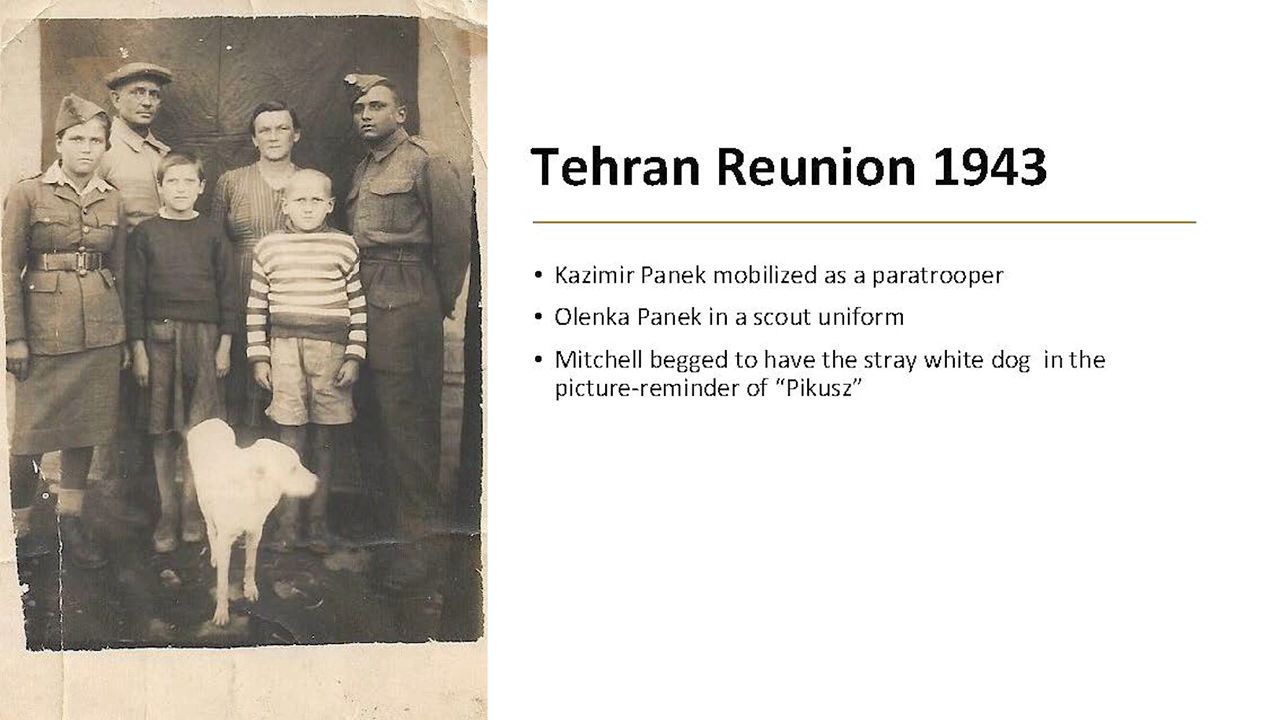 Tehran Reunion 1943
• Kazimir Panek mobilized as a paratrooper
• Olenka Panek in a scout uniform
• Mitchell begged to have the stray white dog  in the
picture-reminder of “Pikusz”